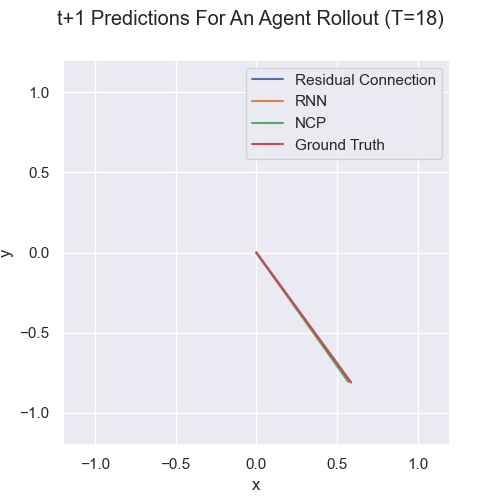 t+1 Predictions For An Agent Rollout (T=18)
Residual Connection
RNN
NCP
Ground Truth
1.0
0.5
0.0
−0.5
−1.0
y
−1.0 −0.5 0.0 0.5 1.0
x